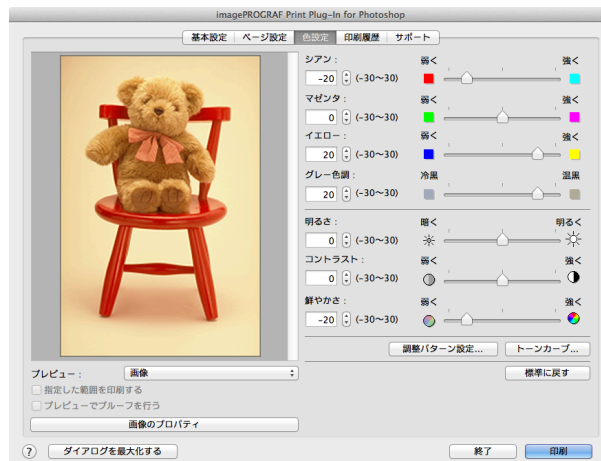 imagePROGRAF Print Plug-In for Photoshop
基本設定 ページ設定 色設定 印刷履歴 サポート
シアン： 弱く 強く
-20 (-30〜30)
マゼンタ： 弱く 強く
0 (-30〜30)
イエロー： 弱く 強く
20 (-30〜30)
グレー色調： 冷黒 温黒
20 (-30〜30)
明るさ： 暗く 明るく
0 (-30〜30)
コントラスト： 弱く 強く
0 (-30〜30)
鮮やかさ： 弱く 強く
-20 (-30〜30)
調整パターン設定... トーンカーブ...
プレビュー： 画像 標準に戻す
指定した範囲を印刷する
プレビューでプルーフを行う
画像のプロパティ
? ダイアログを最大化する 終了 印刷